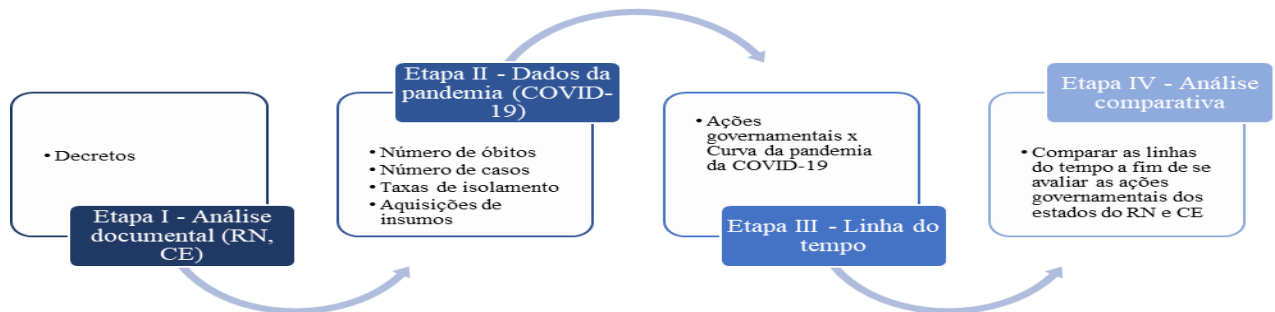 • Decretos
Etapa I - Análise
documental (RN,
CE)
Etapa II - Dados da
pandemia (COVID-
19)
• Número de óbitos
• Número de casos
• Taxas de isolamento
• Aquisições de
insumos
• Ações
governamentais x
Curva da pandemia
da COVID-19
Etapa III - Linha do
tempo
Etapa IV - Análise
comparativa
• Comparar as linhas
do tempo a fim de se
avaliar as ações
governamentais dos
estados do RN e CE